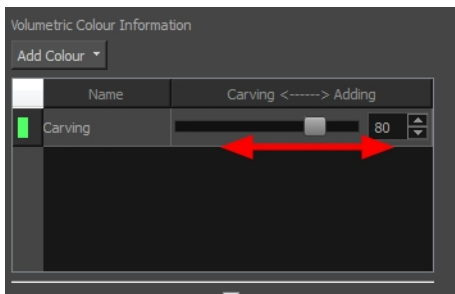 Volumetric Colour Information
Add Colour
Name
Carving <------> Adding
Carving
80